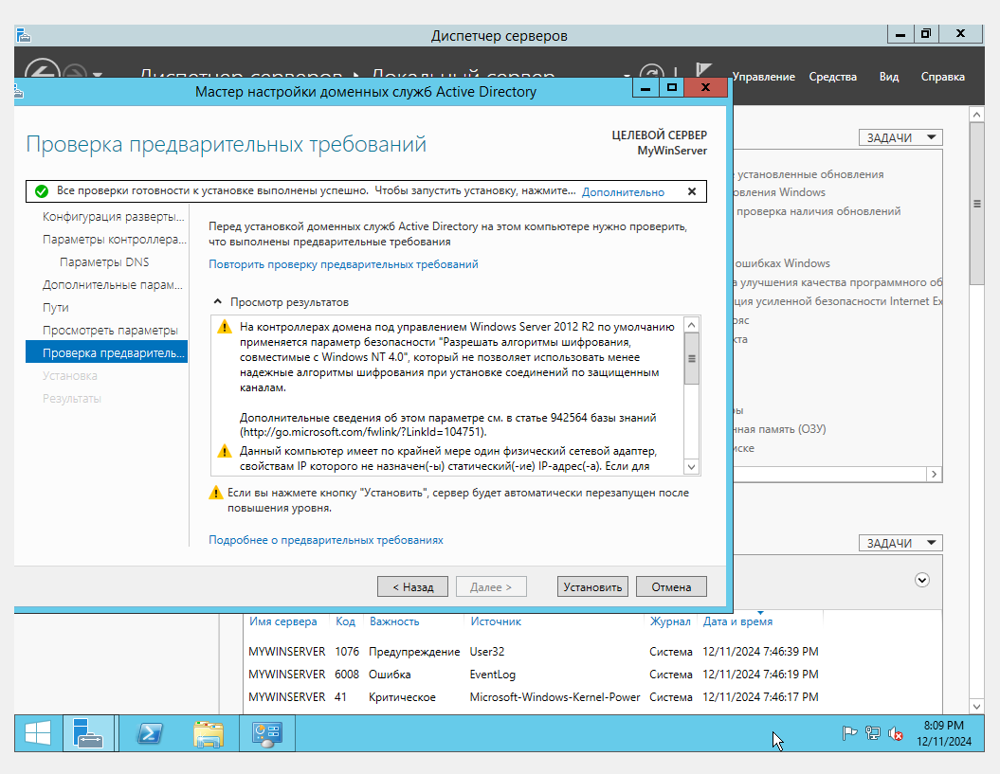 Диспетчер серверов
Диспетчер серверов
Локальный сервер
Управление
Средства
Вид
Справка
Мастер настройки доменных служб Active Directory
Проверка предварительных требований
ЦЕЛЕВОЙ СЕРВЕР
MyWinServer
Все проверки готовности к установке выполнены успешно. Чтобы запустить установку, нажмите...
Дополнительно
Конфигурация разверты...
Параметры контроллера...
Параметры DNS
Дополнительные парам...
Пути
Просмотреть параметры
Проверка предваритель...
Установка
Результаты
Перед установкой доменных служб Active Directory на этом компьютере нужно проверить,
что выполнены предварительные требования
Повторить проверку предварительных требований
Просмотр результатов
На контроллерах домена под управлением Windows Server 2012 R2 по умолчанию
применяется параметр безопасности "Разрешать алгоритмы шифрования,
совместимые с Windows NT 4.0", который не позволяет использовать менее
надежные алгоритмы шифрования при установке соединений по защищенным
каналам.
Дополнительные сведения об этом параметре см. в статье 942564 базы знаний
(http://go.microsoft.com/fwlink/?LinkId=104751).
Данный компьютер имеет по крайней мере один физический сетевой адаптер,
свойствам IP которого не назначен(-ы) статический(-ие) IP-адрес(-а). Если для
Если вы нажмете кнопку "Установить", сервер будет автоматически перезапущен после
повышения уровня.
Подробнее о предварительных требованиях
< Назад
Далее >
Установить
Отмена
ЗАДАЧИ
установленные обновления
овления Windows
проверка наличия обновлений
ошибках Windows
а улучшения качества программного об
ция усиленной безопасности Internet Ex
яс
кта
ры
нная память (ОЗУ)
иске
ЗАДАЧИ
Имя сервера Код Важность Источник Журнал Дата и время
MYWINSERVER 1076 Предупреждение User32 Система 12/11/2024 7:46:39 PM
MYWINSERVER 6008 Ошибка EventLog Система 12/11/2024 7:46:19 PM
MYWINSERVER 41 Критическое Microsoft-Windows-Kernel-Power Система 12/11/2024 7:46:17 PM
8:09 PM
12/11/2024